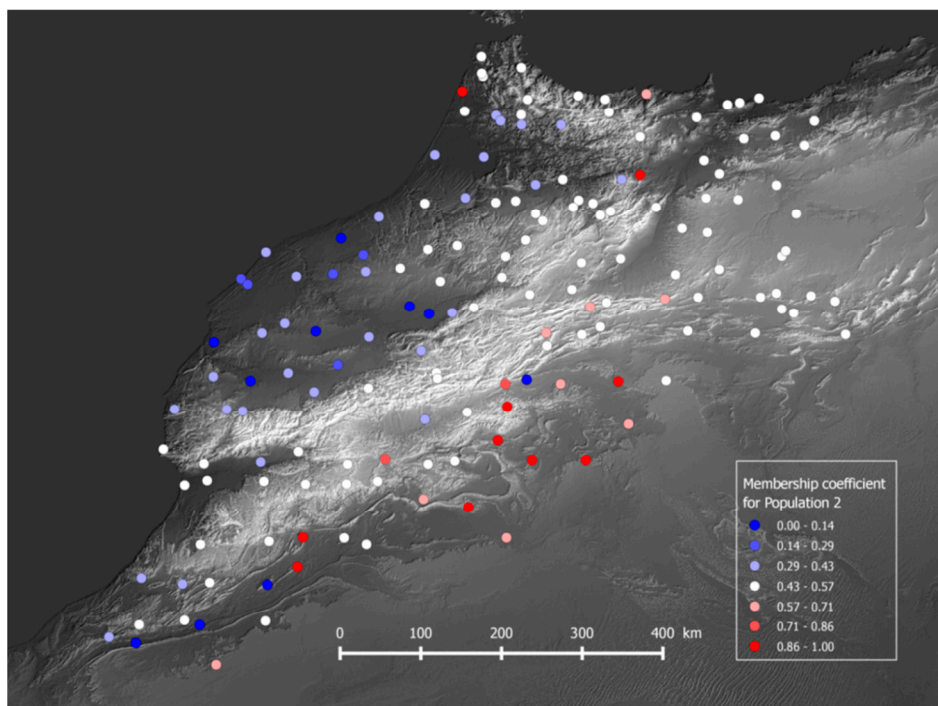 Membership coefficient
for Population 2
0.00 - 0.14
0.14 - 0.29
0.29 - 0.43
0.43 - 0.57
0.57 - 0.71
0.71 - 0.86
0.86 - 1.00
0 100 200 300 400 km